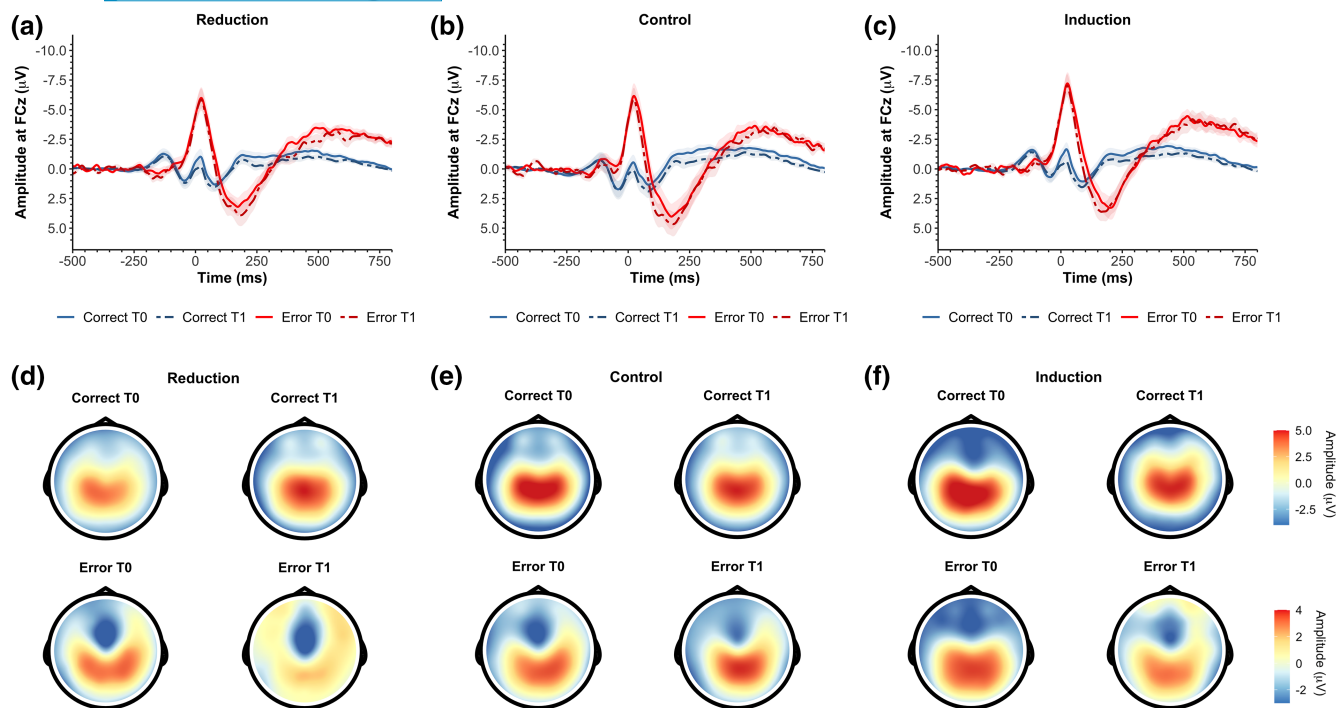 (a) Reduction (b) Control (c) Induction
Amplitude at FCz (µV) Amplitude at FCz (µV) Amplitude at FCz (µV)
-10.0 -10.0 -10.0
-7.5 -7.5 -7.5
-5.0 -5.0 -5.0
-2.5 -2.5 -2.5
0.0 0.0 0.0
2.5 2.5 2.5
5.0 5.0 5.0
-500 -250 0 250 500 750 -500 -250 0 250 500 750 -500 -250 0 250 500 750
Time (ms) Time (ms) Time (ms)
Correct T0 Correct T1 Error T0 Error T1 Correct T0 Correct T1 Error T0 Error T1 Correct T0 Correct T1 Error T0 Error T1
(d) Reduction (e) Control (f) Induction
Correct T0 Correct T1 Correct T0 Correct T1 Correct T0 Correct T1
5.0
2.5
0.0
-2.5
Amplitude (µV)
Error T0 Error T1 Error T0 Error T1 Error T0 Error T1
4
2
0
-2
Amplitude (µV)